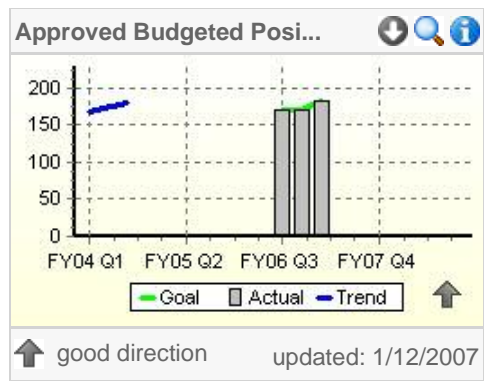 Approved Budgeted Posi...
200
150
100
50
0
FY04 Q1 FY05 Q2 FY06 Q3 FY07 Q4
Goal Actual Trend
good direction updated: 1/12/2007